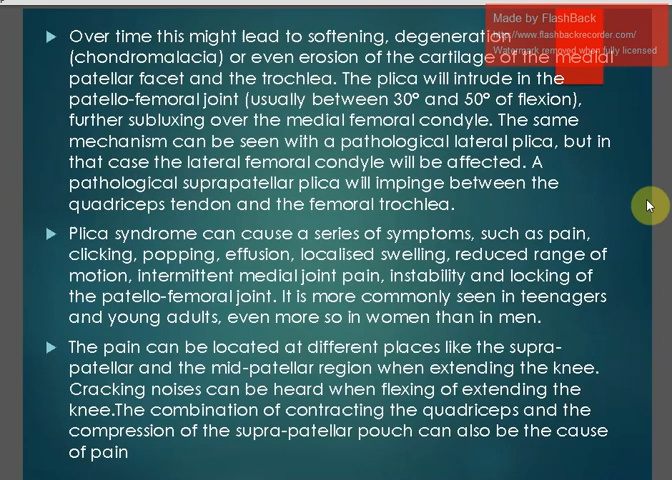 Made by FlashBack
http://www.flashbackrecorder.com/
Watermark removed when fully licensed
Over time this might lead to softening, degeneration
(chondromalacia) or even erosion of the cartilage of the medial
patellar facet and the trochlea. The plica will intrude in the
patello-femoral joint (usually between 30° and 50° of flexion),
further subluxing over the medial femoral condyle. The same
mechanism can be seen with a pathological lateral plica, but in
that case the lateral femoral condyle will be affected. A
pathological suprapatellar plica will impinge between the
quadriceps tendon and the femoral trochlea.
Plica syndrome can cause a series of symptoms, such as pain,
clicking, popping, effusion, localised swelling, reduced range of
motion, intermittent medial joint pain, instability and locking of
the patello-femoral joint. It is more commonly seen in teenagers
and young adults, even more so in women than in men.
The pain can be located at different places like the supra-
patellar and the mid-patellar region when extending the knee.
Cracking noises can be heard when flexing of extending the
knee.The combination of contracting the quadriceps and the
compression of the supra-patellar pouch can also be the cause
of pain